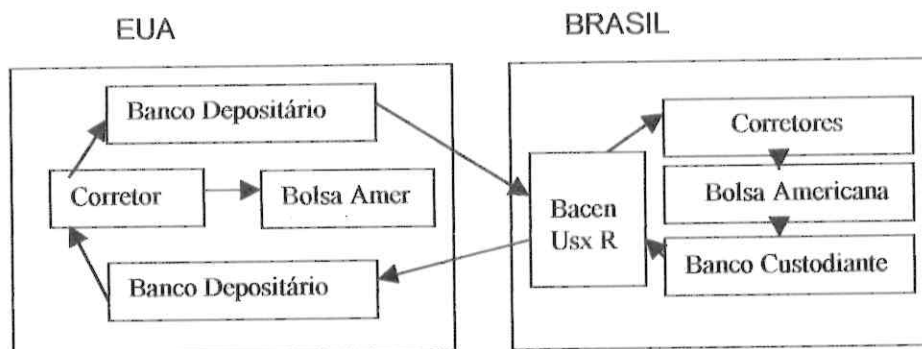 EUA
BRASIL
Banco Depositário
Corretor
Bolsa Amer
Banco Depositário
Bacen
Usx R
Corretores
Bolsa Americana
Banco Custodiante